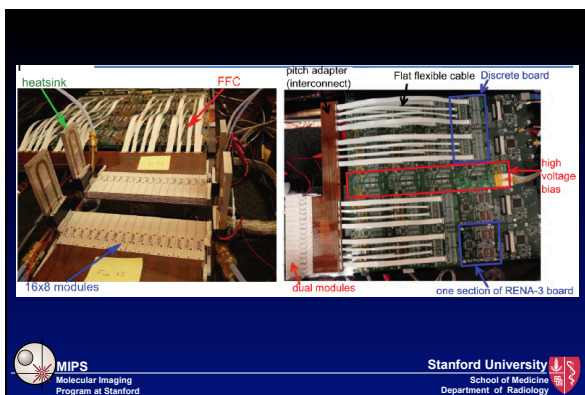 heatsink
FFC
16x8 modules
pitch adapter
(interconnect)
Flat flexible cable
Discrete board
high
voltage
bias
dual modules
one section of RENA-3 board
MIPS
Molecular Imaging
Program at Stanford
Stanford University
School of Medicine
Department of Radiology